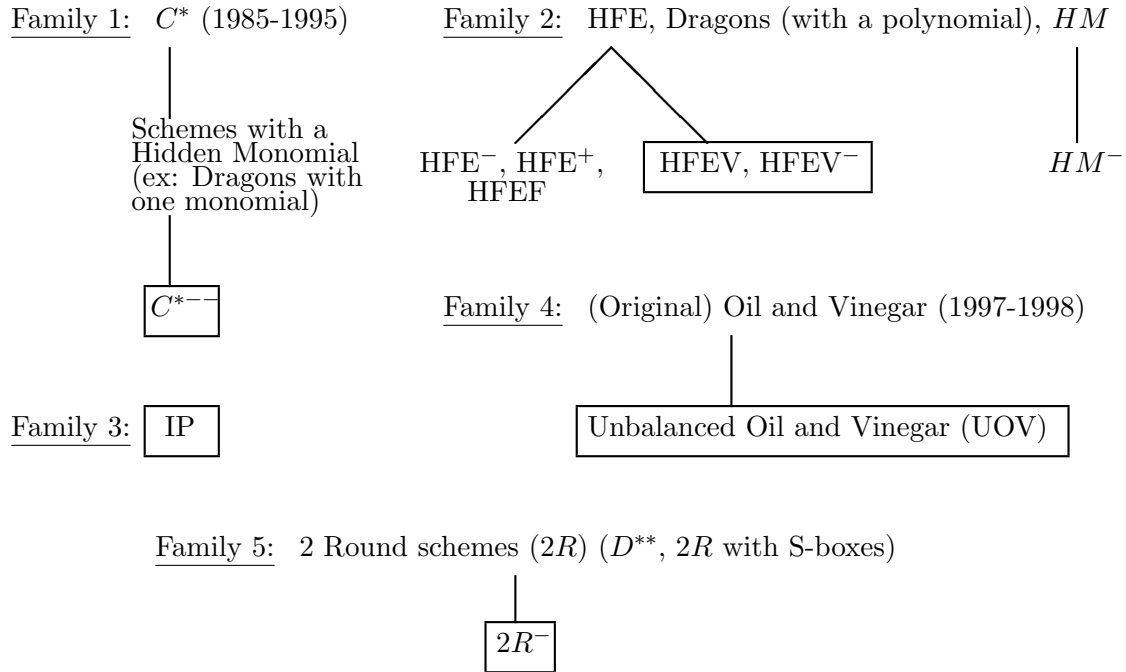 Family 1: C* (1985-1995)
Family 2: HFE, Dragons (with a polynomial), HM
Schemes with a
Hidden Monomial
(ex: Dragons with
one monomial)
HFE⁻, HFE⁺,
HFEF
HFEV, HFEV⁻
HM⁻
C*⁻⁻
Family 4: (Original) Oil and Vinegar (1997-1998)
Family 3: IP
Unbalanced Oil and Vinegar (UOV)
Family 5: 2 Round schemes (2R) (D**, 2R with S-boxes)
2R⁻